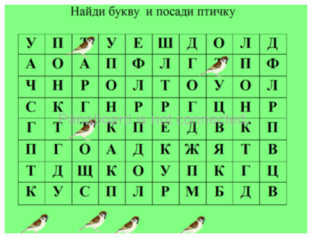 Найди букву и посади птичку
У П У Е Ш Д О Л Д
А О А П Ф Л Г П Ф
Ч Н Р О Л Т О У О Л
С К Г Н Р Р Г Ц Н Р
Г Т К П Е Д В К П
П Г О А Д К Ж Я Т В
Т Д Щ К О У П К Г Ц
К У С П Л Р М Б Д В